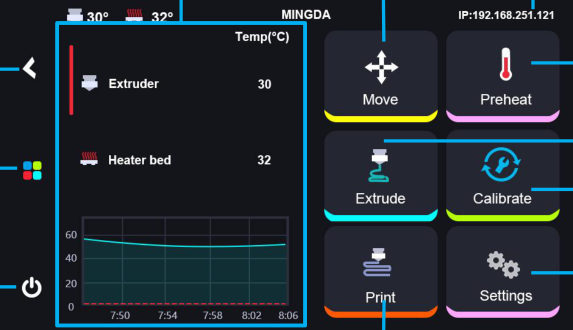 30° 32° MINGDA IP:192.168.251.121
Temp(°C)
Extruder 30
Heater bed 32
60
40
20
0
7:50 7:54 7:58 8:02 8:06
Move
Preheat
Extrude
Calibrate
Print
Settings